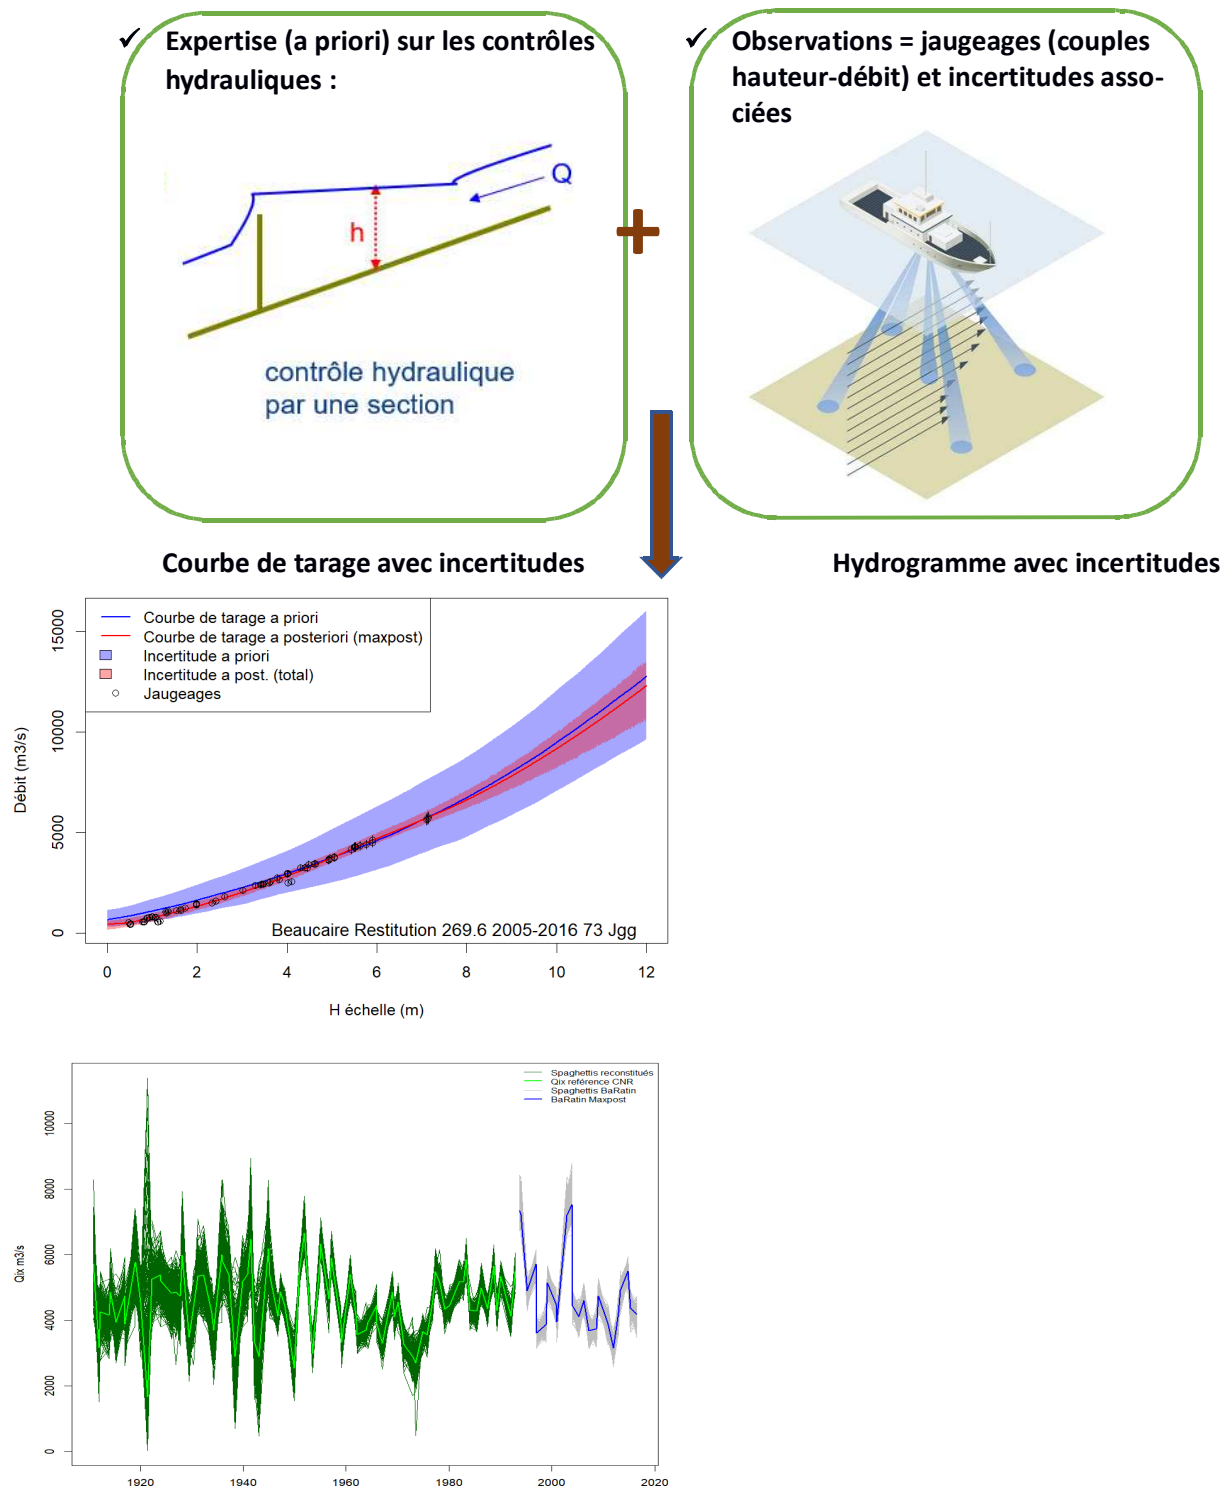 ✓ Expertise (a priori) sur les contrôles
hydrauliques :
Q
h
contrôle hydraulique
par une section
+
✓ Observations = jaugeages (couples
hauteur-débit) et incertitudes asso-
ciées
Courbe de tarage avec incertitudes
Hydrogramme avec incertitudes
Courbe de tarage a priori
Courbe de tarage a posteriori (maxpost)
Incertitude a priori
Incertitude a post. (total)
Jaugeages
Débit (m3/s)
15000
10000
5000
0
Beaucaire Restitution 269.6 2005-2016 73 Jgg
0 2 4 6 8 10 12
H échelle (m)
Spaghettis reconstitués
Qix reférence CNR
Spaghettis BaRatin
BaRatin Maxpost
Qix m3/s
10000
8000
6000
4000
2000
0
1920 1940 1960 1980 2000 2020